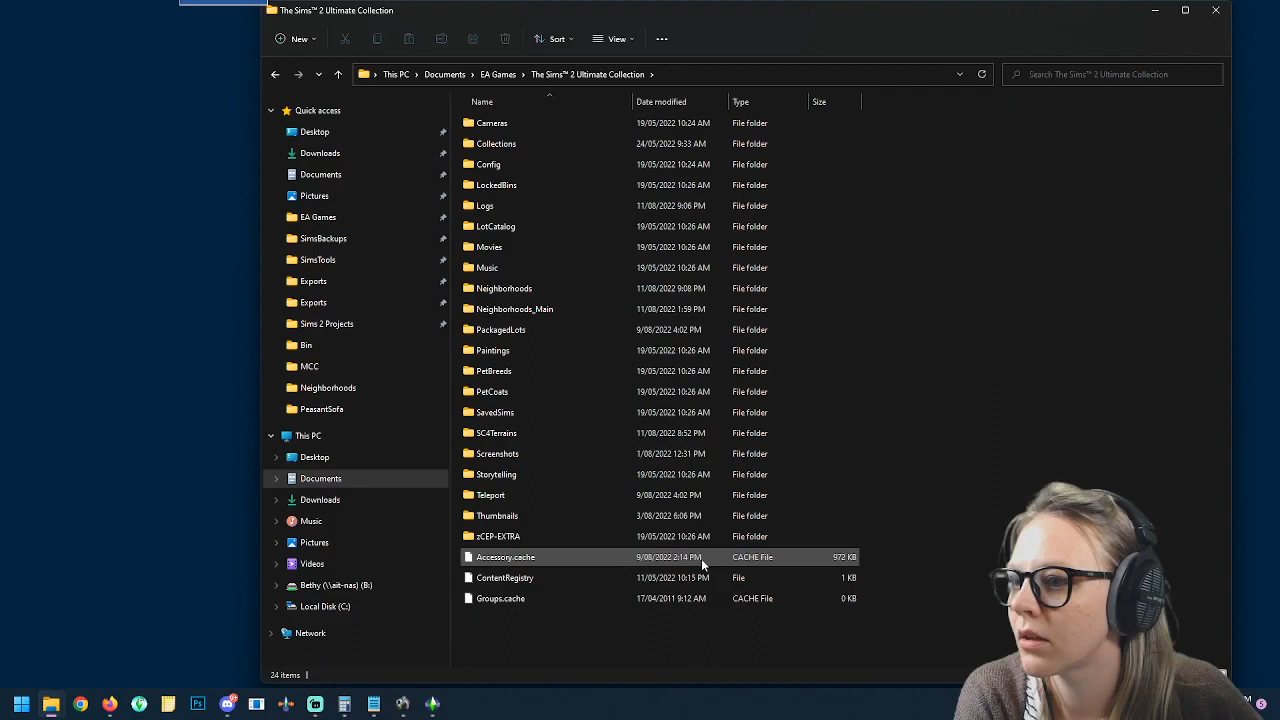 The Sims™ 2 Ultimate Collection
New
Sort
View
This PC > Documents > EA Games > The Sims™ 2 Ultimate Collection >
Search The Sims™ 2 Ultimate Collection
Quick access
Desktop
Downloads
Documents
Pictures
EA Games
SimsBackups
SimsTools
Exports
Exports
Sims 2 Projects
Bin
MCC
Neighborhoods
PeasantSofa
This PC
Desktop
Documents
Downloads
Music
Pictures
Videos
Bethy (\\ait-nas) (B:)
Local Disk (C:)
Network
Name Date modified Type Size
Cameras 19/05/2022 10:24 AM File folder
Collections 24/05/2022 9:33 AM File folder
Config 19/05/2022 10:24 AM File folder
LockedBins 19/05/2022 10:26 AM File folder
Logs 11/08/2022 9:06 PM File folder
LotCatalog 19/05/2022 10:26 AM File folder
Movies 19/05/2022 10:26 AM File folder
Music 19/05/2022 10:26 AM File folder
Neighborhoods 11/08/2022 9:08 PM File folder
Neighborhoods_Main 11/08/2022 1:59 PM File folder
PackagedLots 9/08/2022 4:02 PM File folder
Paintings 19/05/2022 10:26 AM File folder
PetBreeds 19/05/2022 10:26 AM File folder
PetCoats 19/05/2022 10:26 AM File folder
SavedSims 19/05/2022 10:26 AM File folder
SC4Terrains 11/08/2022 8:52 PM File folder
Screenshots 1/08/2022 12:31 PM File folder
Storytelling 19/05/2022 10:26 AM File folder
Teleport 9/08/2022 4:02 PM File folder
Thumbnails 3/08/2022 6:06 PM File folder
zCEP-EXTRA 19/05/2022 10:26 AM File folder
Accessory.cache 9/08/2022 2:14 PM CACHE File 972 KB
ContentRegistry 11/05/2022 10:15 PM File 1 KB
Groups.cache 17/04/2011 9:12 AM CACHE File 0 KB
24 items
Ps
M
5